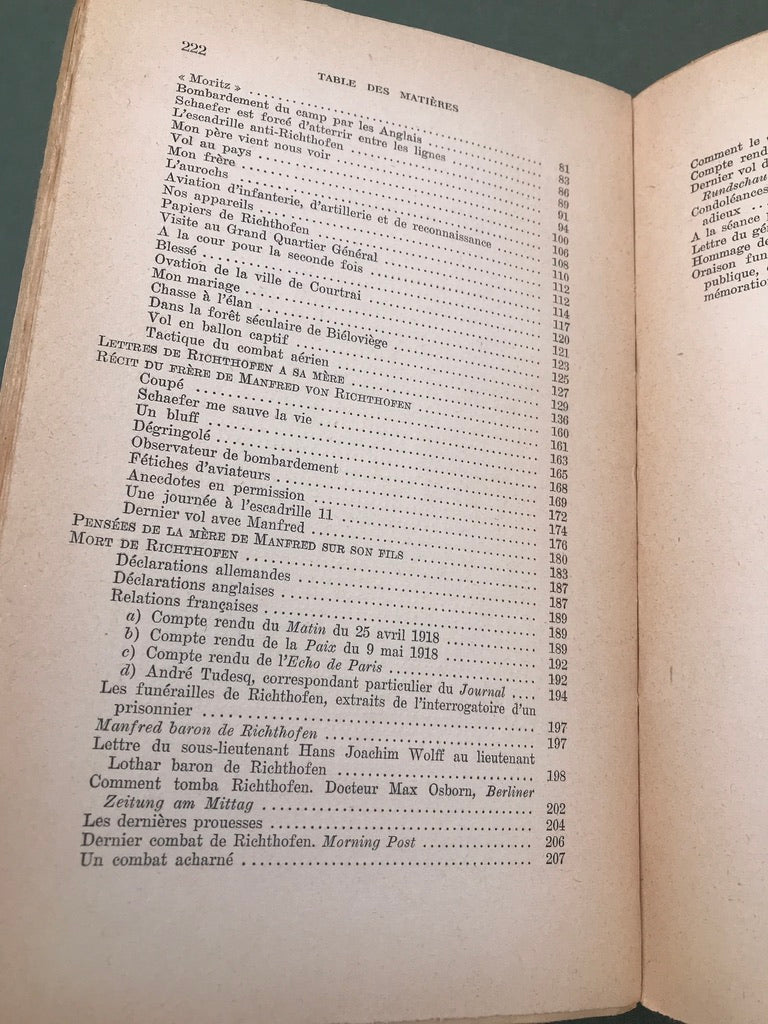 222
TABLE DES MATIÈRES
« Moritz » .......... 81
Bombardement du camp par les Anglais .......... 83
Schaefer est forcé d'atterrir entre les lignes .......... 86
L'escadrille anti-Richthofen .......... 89
Mon père vient nous voir .......... 91
Vol au pays .......... 94
Mon frère .......... 100
L'aurochs .......... 106
Aviation d'infanterie, d'artillerie et de reconnaissance .......... 108
Nos appareils .......... 110
Papiers de Richthofen .......... 112
Visite au Grand Quartier Général .......... 112
A la cour pour la seconde fois .......... 114
Blessé .......... 117
Ovation de la ville de Courtrai .......... 120
Mon mariage .......... 121
Chasse à l'élan .......... 123
Dans la forêt séculaire de Biéloviège .......... 125
Vol en ballon captif .......... 127
Tactique du combat aérien .......... 129
LETTRES DE RICHTHOFEN A SA MÈRE .......... 136
RÉCIT DU FRÈRE DE MANFRED VON RICHTHOFEN .......... 160
Coupé .......... 161
Schaefer me sauve la vie .......... 163
Un bluff .......... 165
Dégringolé .......... 168
Observateur de bombardement .......... 169
Fétiches d'aviateurs .......... 172
Anecdotes en permission .......... 174
Une journée à l'escadrille 11 .......... 176
Dernier vol avec Manfred .......... 180
PENSÉES DE LA MÈRE DE MANFRED SUR SON FILS .......... 183
MORT DE RICHTHOFEN .......... 187
Déclarations allemandes .......... 187
Déclarations anglaises .......... 189
Relations françaises .......... 189
a) Compte rendu du Matin du 25 avril 1918 .......... 189
b) Compte rendu de la Paix du 9 mai 1918 .......... 192
c) Compte rendu de l'Echo de Paris .......... 192
d) André Tudesq, correspondant particulier du Journal .... 194
Les funérailles de Richthofen, extraits de l'interrogatoire d'un
prisonnier .......... 197
Manfred baron de Richthofen .......... 197
Lettre du sous-lieutenant Hans Joachim Wolff au lieutenant
Lothar baron de Richthofen .......... 198
Comment tomba Richthofen. Docteur Max Osborn, Berliner
Zeitung am Mittag .......... 202
Les dernières prouesses .......... 204
Dernier combat de Richthofen. Morning Post .......... 206
Un combat acharné .......... 207
Comment le
Compte rend
Dernier vol d
Rundschau
Condoléances
adieux ..
A la séance
Lettre du gé
Hommage de
Oraison fun
publique,
mémoratio